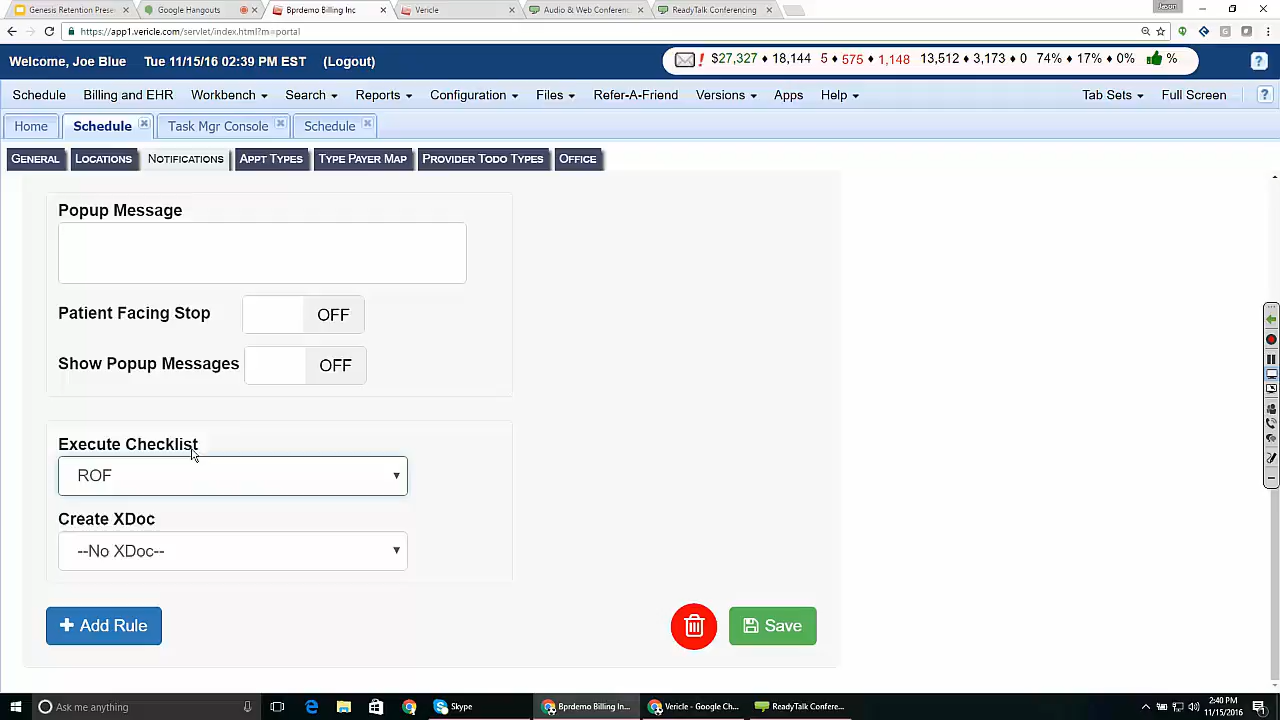 Genesis Retention Prese
Google Hangouts
Bprdemo Billing Inc
Vericle
Audio & Web Conferenc
ReadyTalk Conferencing
https://app1.vericle.com/servlet/index.html?m=portal
Welcome, Joe Blue
Tue 11/15/16 02:39 PM EST
(Logout)
! $27,327 ♦ 18,144 5 ♦ 575 ♦ 1,148 13,512 ♦ 3,173 ♦ 0 74% ♦ 17% ♦ 0% %
?
Schedule
Billing and EHR
Workbench
Search
Reports
Configuration
Files
Refer-A-Friend
Versions
Apps
Help
Tab Sets
Full Screen
?
Home
Schedule
Task Mgr Console
Schedule
GENERAL
LOCATIONS
NOTIFICATIONS
APPT TYPES
TYPE PAYER MAP
PROVIDER TODO TYPES
OFFICE
Popup Message
Patient Facing Stop
OFF
Show Popup Messages
OFF
Execute Checklist
ROF
Create XDoc
--No XDoc--
+ Add Rule
Save
Ask me anything
Skype
Bprdemo Billing In...
Vericle - Google Ch...
ReadyTalk Conferen...
2:40 PM
11/15/2016